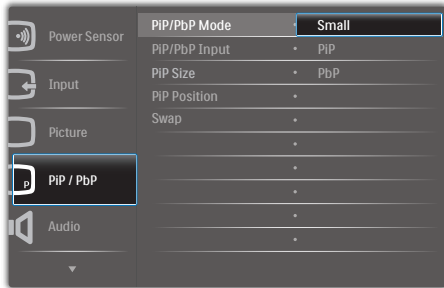 Power Sensor
Input
Picture
P
PiP / PbP
Audio
PiP/PbP Mode • Small
PiP/PbP Input • PiP
PiP Size • PbP
PiP Position •
Swap •
•
•
•
•
•